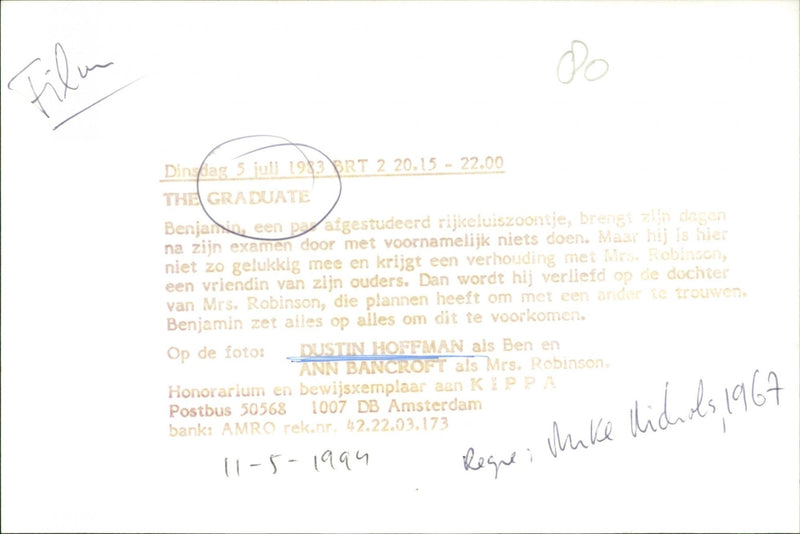 Film
80
Dinsdag 5 juli 1983 BRT 2 20.15 - 22.00
THE GRADUATE
Benjamin, een pas afgestudeerd rijkeluiszoontje, brengt zijn dagen
na zijn examen door met voornamelijk niets doen. Maar hij is hier
niet zo gelukkig mee en krijgt een verhouding met Mrs. Robinson,
een vriendin van zijn ouders. Dan wordt hij verliefd op de dochter
van Mrs. Robinson, die plannen heeft om met een ander te trouwen.
Benjamin zet alles op alles om dit te voorkomen.
Op de foto: DUSTIN HOFFMAN als Ben en
ANN BANCROFT als Mrs. Robinson.
Honorarium en bewijsxemplaar aan K I P P A
Postbus 50568 1007 DB Amsterdam
bank: AMRO rek.nr. 42.22.03.173
11-5-1994
Regie: Mike Nichols, 1967